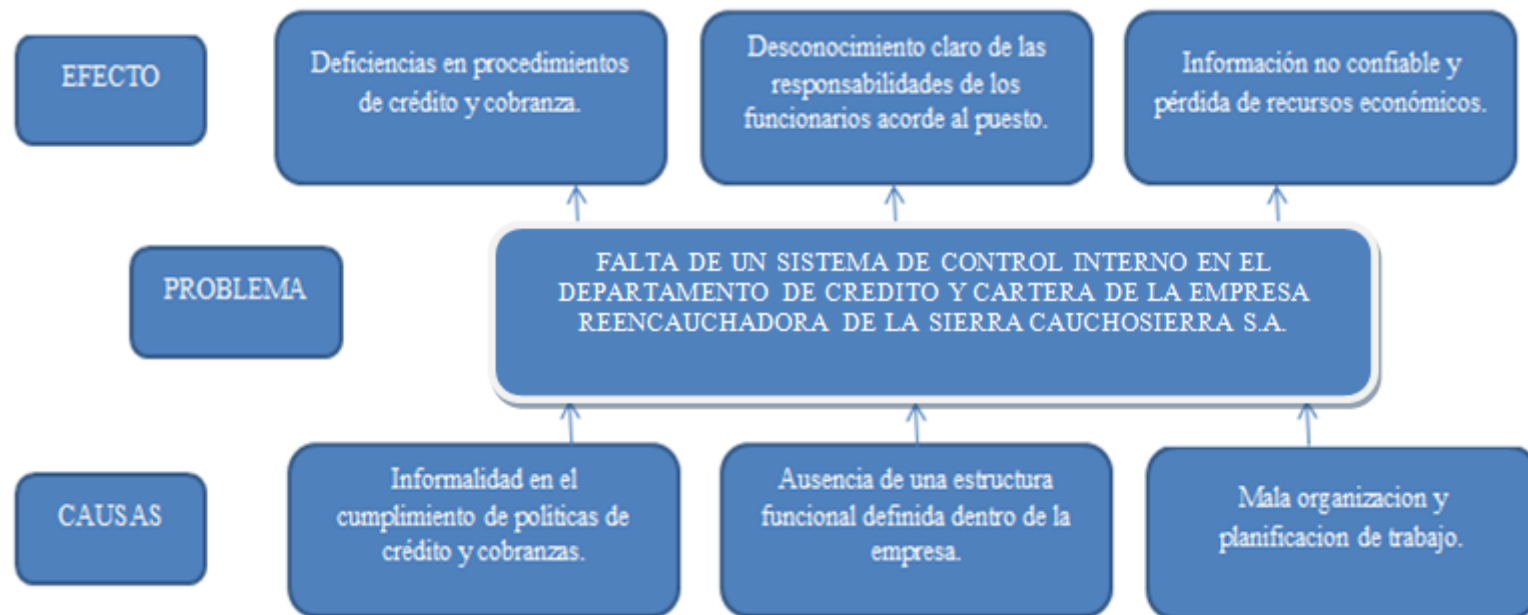 EFECTO
Deficiencias en procedimientos
de crédito y cobranza.
Desconocimiento claro de las
responsabilidades de los
funcionarios acorde al puesto.
Información no confiable y
pérdida de recursos económicos.
PROBLEMA
FALTA DE UN SISTEMA DE CONTROL INTERNO EN EL
DEPARTAMENTO DE CREDITO Y CARTERA DE LA EMPRESA
REENCAUCHADORA DE LA SIERRA CAUCHOSIERRA S.A.
CAUSAS
Informalidad en el
cumplimiento de políticas de
crédito y cobranzas.
Ausencia de una estructura
funcional definida dentro de la
empresa.
Mala organizacion y
planificacion de trabajo.